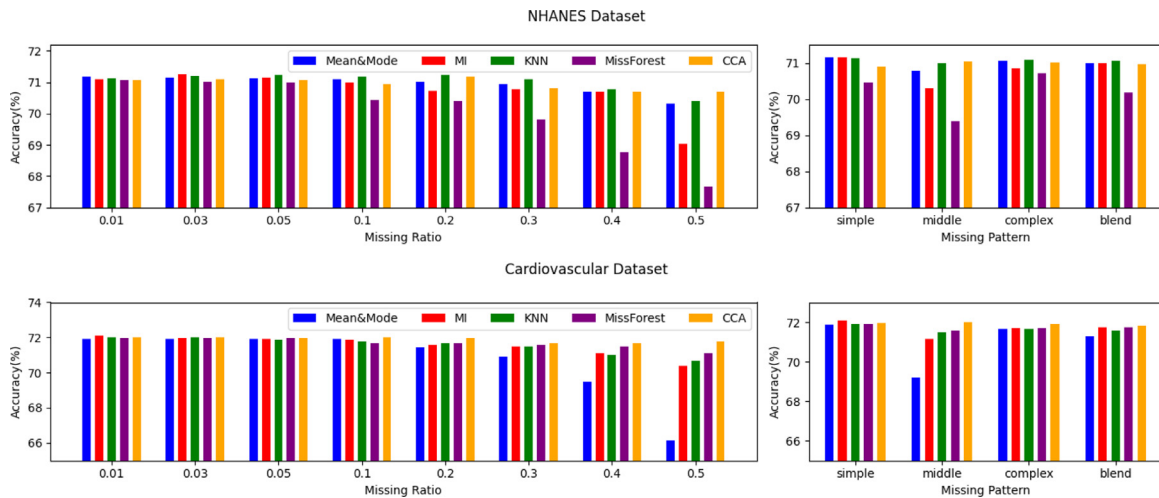 NHANES Dataset
72
71
70
69
68
67
Accuracy(%)
Mean&Mode MI KNN MissForest CCA
0.01 0.03 0.05 0.1 0.2 0.3 0.4 0.5
Missing Ratio
71
70
69
68
67
Accuracy(%)
simple middle complex blend
Missing Pattern
Cardiovascular Dataset
74
72
70
68
66
Accuracy(%)
Mean&Mode MI KNN MissForest CCA
0.01 0.03 0.05 0.1 0.2 0.3 0.4 0.5
Missing Ratio
72
70
68
66
Accuracy(%)
simple middle complex blend
Missing Pattern